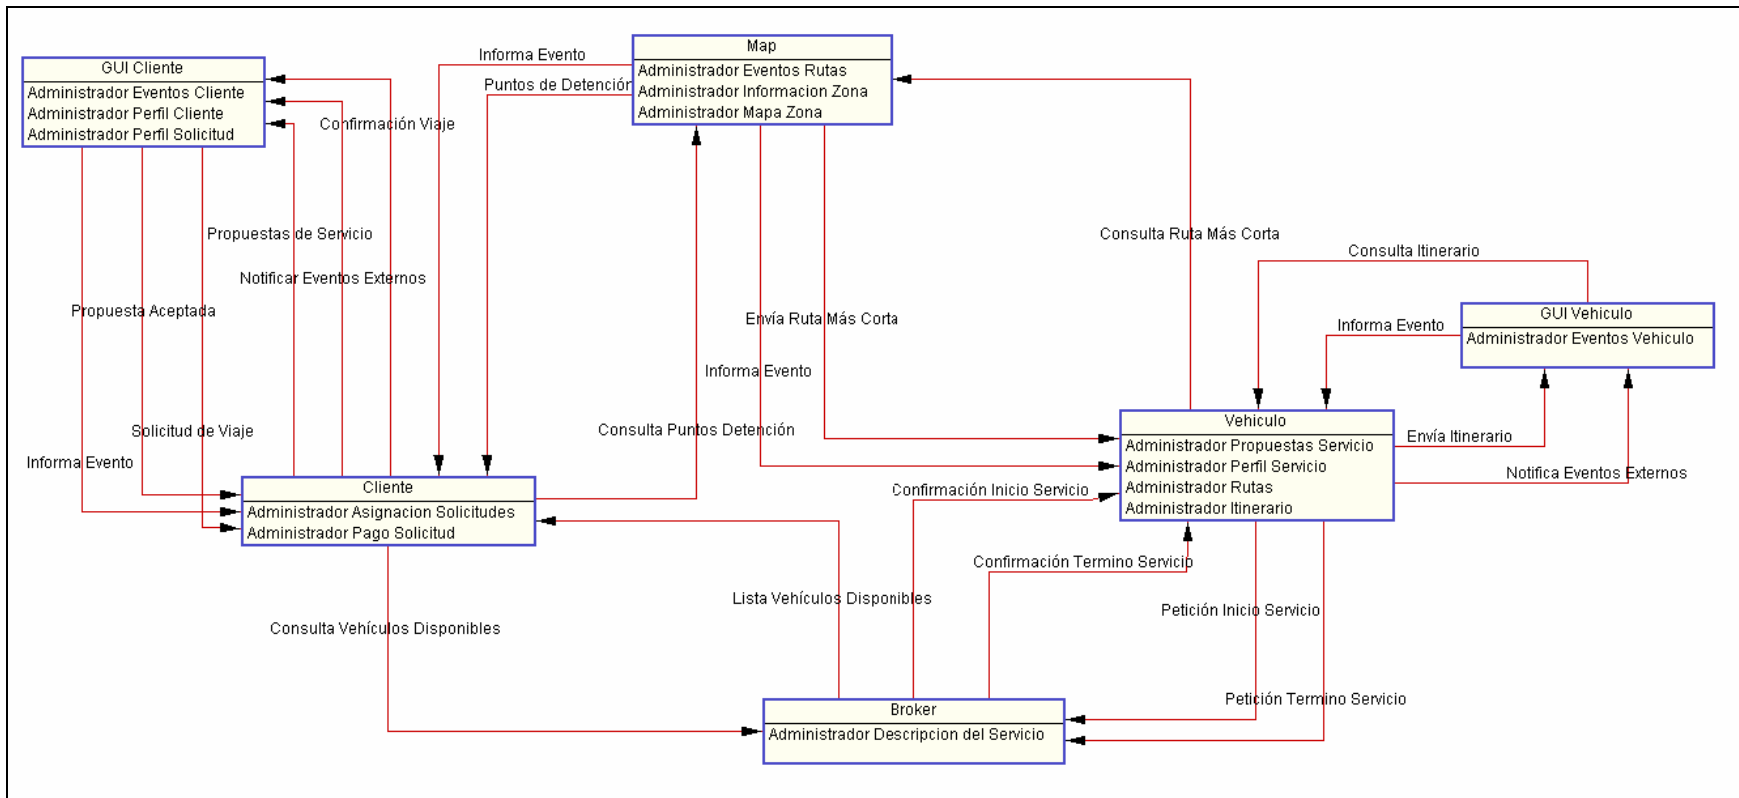 Map
Informa Evento
GUI Cliente
Administrador Eventos Rutas
Puntos de Detención
Administrador Informacion Zona
Administrador Eventos Cliente
Administrador Perfil Cliente
Administrador Mapa Zona
Confirmación Viaje
Administrador Perfil Solicitud
Propuestas de Servicio
Consulta Ruta Más Corta
Consulta Itinerario
Notificar Eventos Externos
Propuesta Aceptada
GUI Vehiculo
Envía Ruta Más Corta
Informa Evento
Administrador Eventos Vehiculo
Informa Evento
Vehiculo
Solicitud de Viaje
Consulta Puntos Detención
Envía Itinerario
Administrador Propuestas Servicio
Informa Evento
Administrador Perfil Servicio
Notifica Eventos Externos
Cliente
Confirmación Inicio Servicio
Administrador Rutas
Administrador Asignacion Solicitudes
Administrador Itinerario
Administrador Pago Solicitud
Confirmación Termino Servicio
Lista Vehículos Disponibles
Petición Inicio Servicio
Consulta Vehículos Disponibles
Petición Termino Servicio
Broker
Administrador Descripcion del Servicio